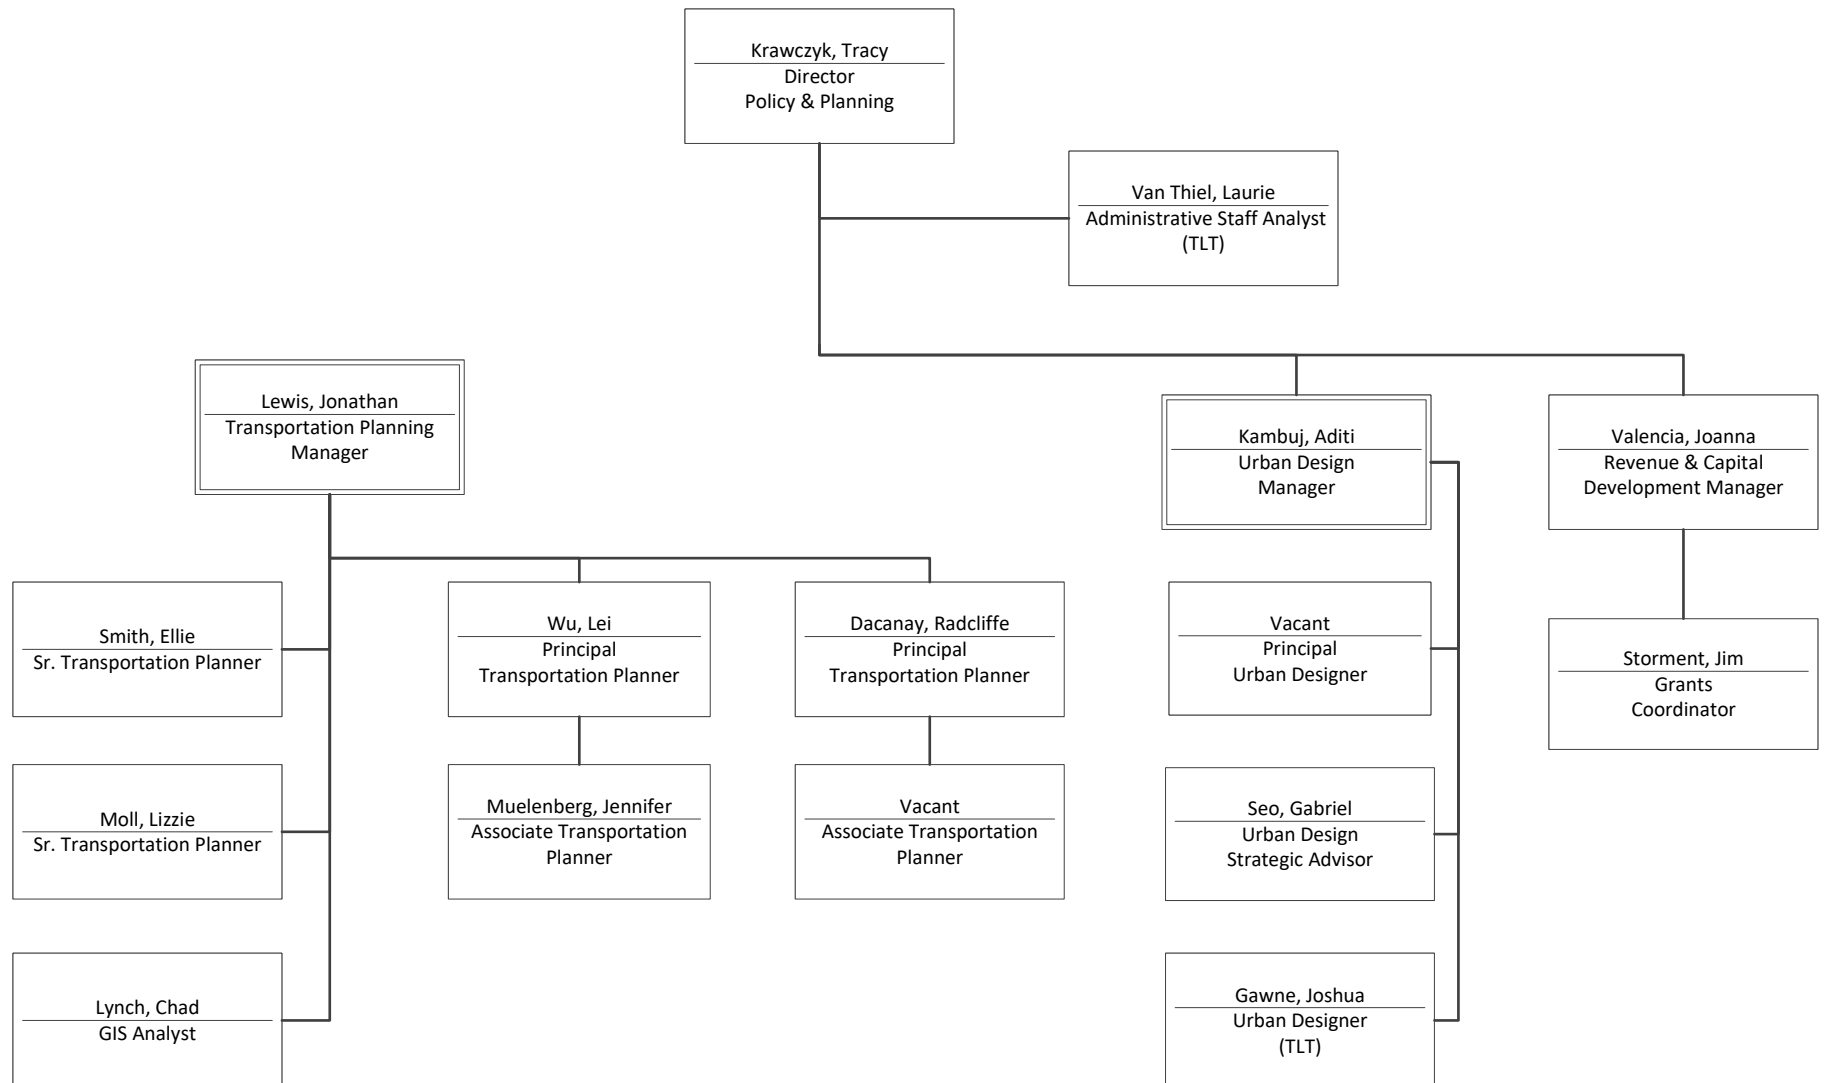 Krawczyk, Tracy
Director
Policy & Planning
Van Thiel, Laurie
Administrative Staff Analyst
(TLT)
Lewis, Jonathan
Transportation Planning
Manager
Kambuj, Aditi
Urban Design
Manager
Valencia, Joanna
Revenue & Capital
Development Manager
Smith, Ellie
Sr. Transportation Planner
Wu, Lei
Principal
Transportation Planner
Dacanay, Radcliffe
Principal
Transportation Planner
Vacant
Principal
Urban Designer
Storment, Jim
Grants
Coordinator
Moll, Lizzie
Sr. Transportation Planner
Muelenberg, Jennifer
Associate Transportation
Planner
Vacant
Associate Transportation
Planner
Seo, Gabriel
Urban Design
Strategic Advisor
Lynch, Chad
GIS Analyst
Gawne, Joshua
Urban Designer
(TLT)